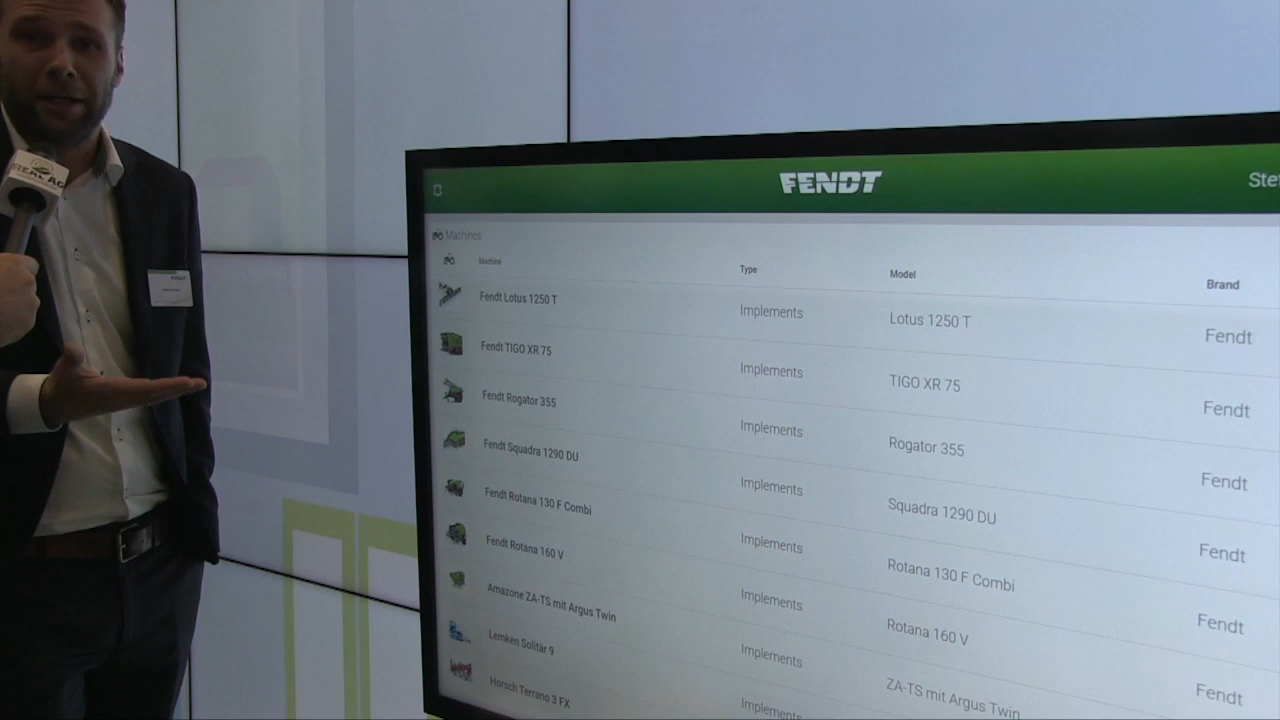 REAL AG
FENDT
Stef
Machines
Machine Type Model Brand
Fendt Lotus 1250 T Implements Lotus 1250 T Fendt
Fendt TIGO XR 75 Implements TIGO XR 75 Fendt
Fendt Rogator 355 Implements Rogator 355 Fendt
Fendt Squadra 1290 DU Implements Squadra 1290 DU Fendt
Fendt Rotana 130 F Combi Implements Rotana 130 F Combi Fendt
Fendt Rotana 160 V Implements Rotana 160 V Fendt
Amazone ZA-TS mit Argus Twin Implements ZA-TS mit Argus Twin Fendt
Lemken Solitär 9 Implements
Horsch Terrano 3 FX